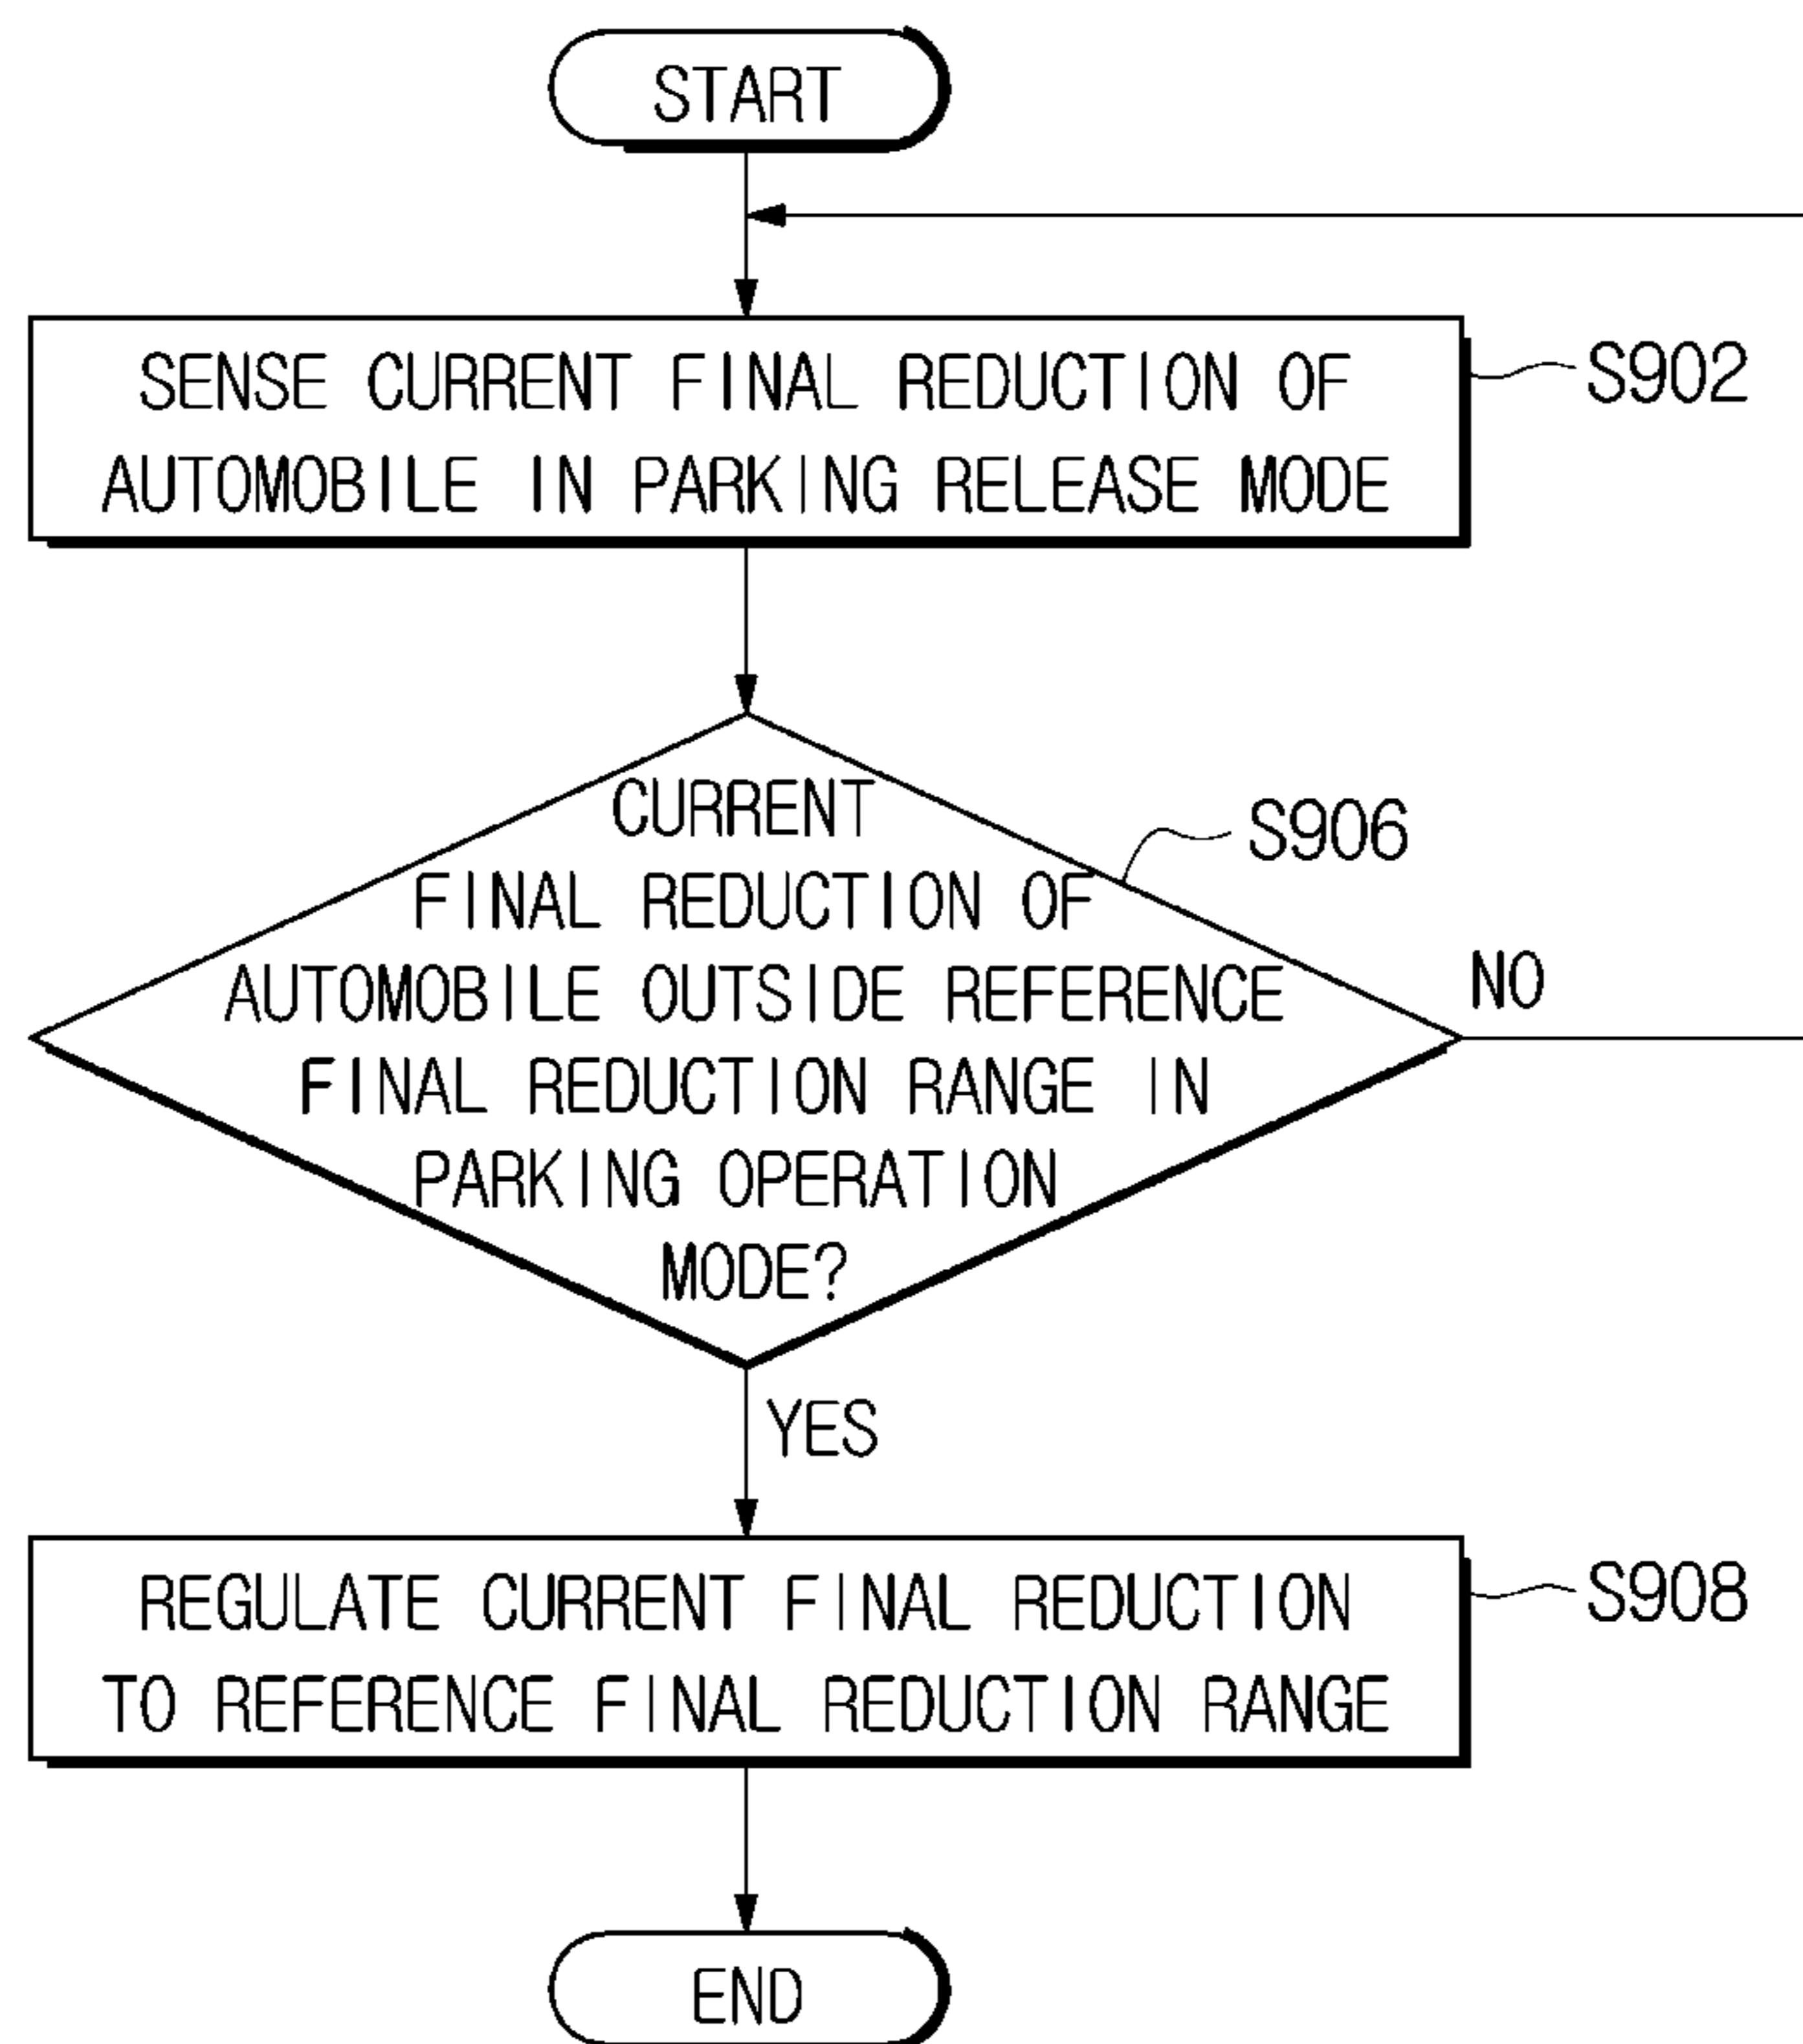 START
SENSE CURRENT FINAL REDUCTION OF
AUTOMOBILE IN PARKING RELEASE MODE
S902
CURRENT
FINAL REDUCTION OF
AUTOMOBILE OUTSIDE REFERENCE
FINAL REDUCTION RANGE IN
PARKING OPERATION
MODE?
S906
NO
YES
REGULATE CURRENT FINAL REDUCTION
TO REFERENCE FINAL REDUCTION RANGE
S908
END